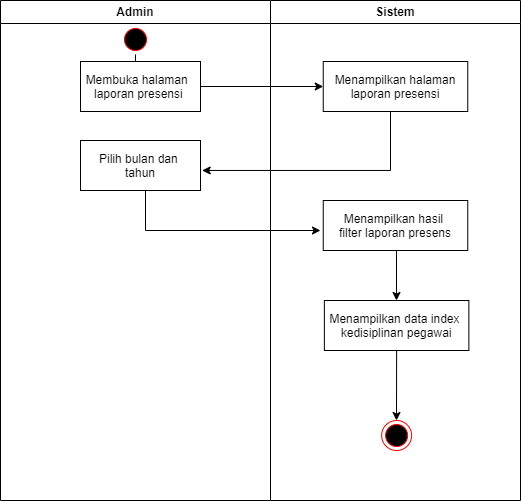 Admin
Sistem
Membuka halaman
laporan presensi
Menampilkan halaman
laporan presensi
Pilih bulan dan
tahun
Menampilkan hasil
filter laporan presens
Menampilkan data index
kedisiplinan pegawai